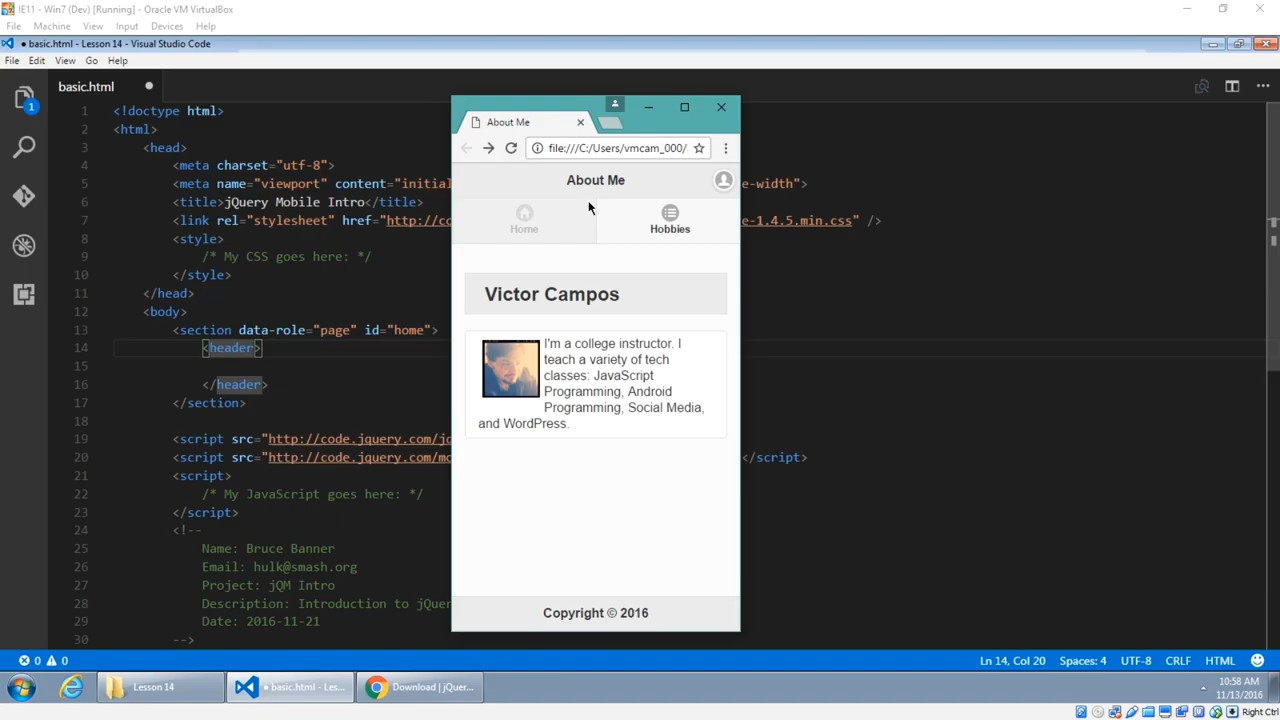 IE11 - Win7 (Dev) [Running] - Oracle VM VirtualBox
File Machine View Input Devices Help
● basic.html - Lesson 14 - Visual Studio Code
File Edit View Go Help
basic.html
1 <!doctype html>
2 <html>
3 <head>
4 <meta charset="utf-8">
5 <meta name="viewport" content="initial e-width">
6 <title>jQuery Mobile Intro</title>
7 <link rel="stylesheet" href="http://co e-1.4.5.min.css" />
8 <style>
9 /* My CSS goes here: */
10 </style>
11 </head>
12 <body>
13 <section data-role="page" id="home">
14 <header>
15
16 </header>
17 </section>
18
19 <script src="http://code.jquery.com/jq
20 <script src="http://code.jquery.com/mo </script>
21 <script>
22 /* My JavaScript goes here: */
23 </script>
24 <!--
25 Name: Bruce Banner
26 Email: hulk@smash.org
27 Project: jQM Intro
28 Description: Introduction to jQuer
29 Date: 2016-11-21
30 -->
1
About Me
file:///C:/Users/vmcam_000/
About Me
Home Hobbies
Victor Campos
I'm a college instructor. I
teach a variety of tech
classes: JavaScript
Programming, Android
Programming, Social Media,
and WordPress.
Copyright © 2016
0 0 Ln 14, Col 20 Spaces: 4 UTF-8 CRLF HTML
Lesson 14 ● basic.html - Les... Download | jQuer...
10:58 AM
11/13/2016
Right Ctrl